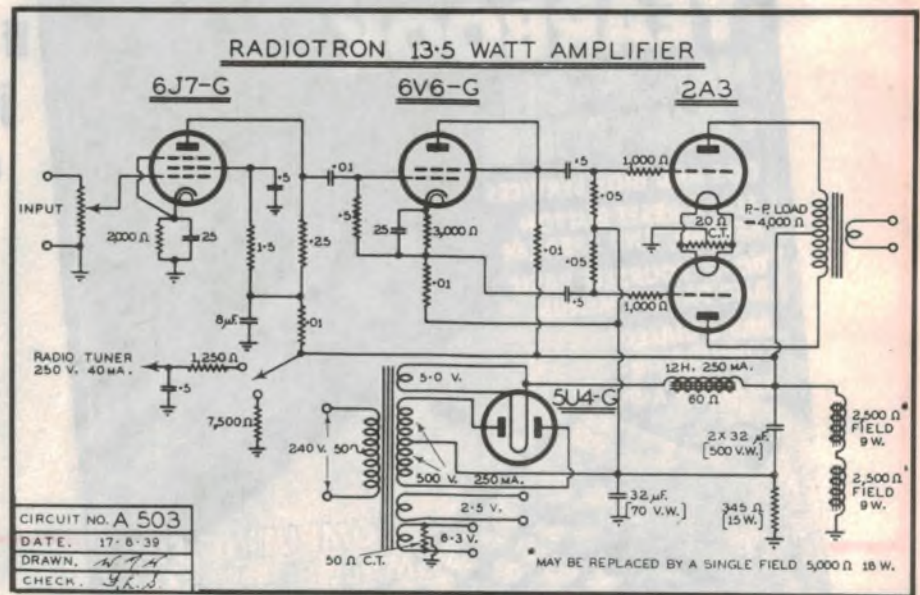 RADIOTRON 13·5 WATT AMPLIFIER
6J7-G
6V6-G
2A3
INPUT
2,000 Ω
25
·5
1·5
·25
·01
8μF.
·01
·5
25
3,000 Ω
·01
·5
·01
·05
·05
·5
1,000 Ω
1,000 Ω
20 Ω
C.T.
P.-P. LOAD
-4,000 Ω
RADIO TUNER
250 V. 40 MA.
1,250 Ω
·5
7,500 Ω
240 V. 50~
5·0 V.
5U4-G
500 V. 250 MA.
2·5 V.
6·3 V.
50 Ω C.T.
12 H. 250 MA.
60 Ω
2 X 32 μF.
[500 V.W.]
32 μF.
[70 V.W.]
345 Ω
[15 W.]
2,500 Ω*
FIELD
9 W.
2,500 Ω*
FIELD
9 W.
* MAY BE REPLACED BY A SINGLE FIELD 5,000 Ω 18 W.
CIRCUIT NO. A 503
DATE. 17-8-39
DRAWN.
CHECK.